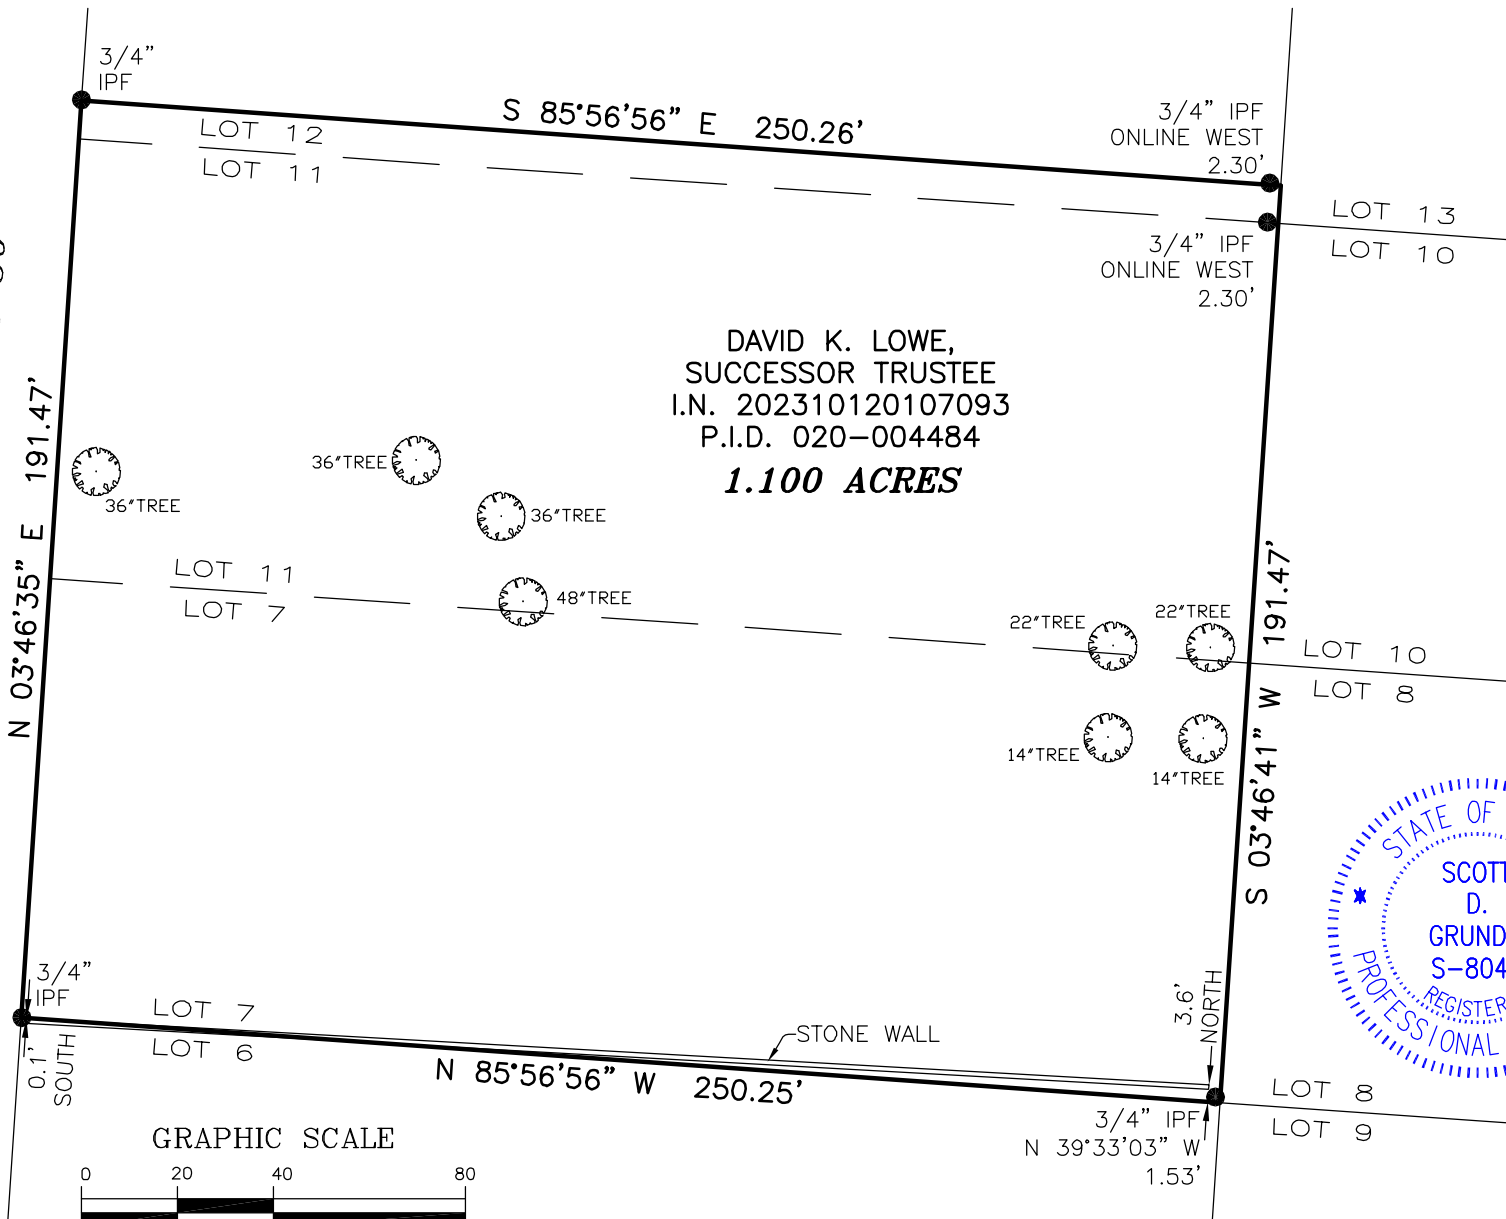 3/4"
IPF
S 85°56'56" E 250.26'
3/4" IPF
ONLINE WEST
2.30'
LOT 12
LOT 11
LOT 13
LOT 10
3/4" IPF
ONLINE WEST
2.30'
DAVID K. LOWE,
SUCCESSOR TRUSTEE
I.N. 202310120107093
P.I.D. 020-004484
1.100 ACRES
N 03°46'35" E 191.47'
36"TREE
36"TREE
36"TREE
48"TREE
LOT 11
LOT 7
22"TREE
22"TREE
14"TREE
14"TREE
S 03°46'41" W 191.47'
LOT 10
LOT 8
STATE OF
SCOTT
D.
REGISTER
PROFESSIONAL
3/4"
IPF
LOT 7
LOT 6
0.1'
SOUTH
STONE WALL
3.6'
NORTH
N 85°56'56" W 250.25'
3/4" IPF
N 39°33'03" W
1.53'
LOT 8
LOT 9
GRAPHIC SCALE
0 20 40 80